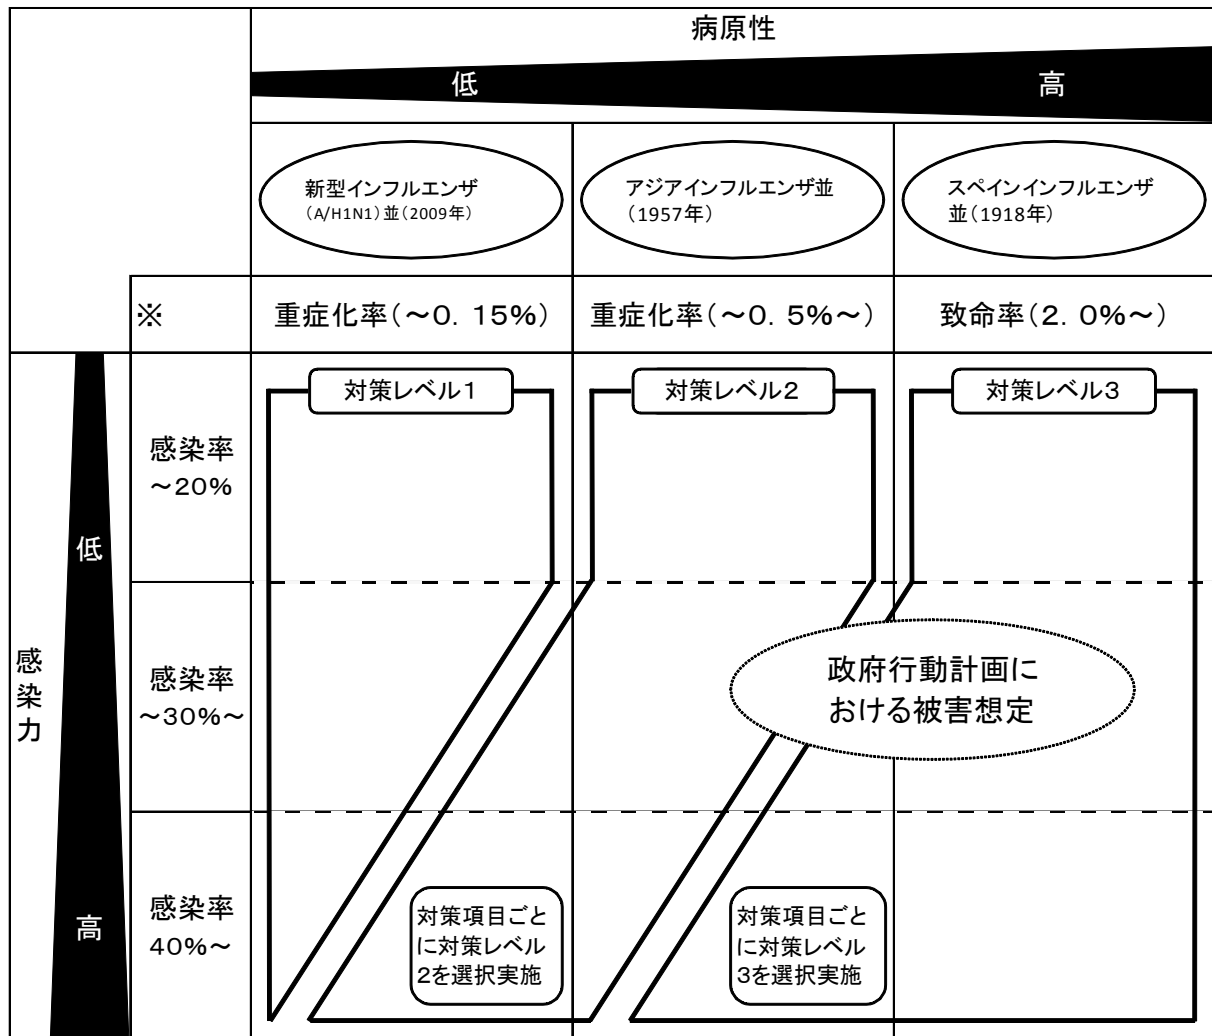 病原性
低
高
新型インフルエンザ
（A/H1N1）並（2009年）
アジアインフルエンザ並
（1957年）
スペインインフルエンザ
並（1918年）
※
重症化率（～０．１５％）
重症化率（～０．５％～）
致命率（２．０％～）
対策レベル１
対策レベル２
対策レベル３
感染力
低
高
感染率
～20%
感染率
～30%～
感染率
40%～
政府行動計画に
おける被害想定
対策項目ごと
に対策レベル
２を選択実施
対策項目ごと
に対策レベル
３を選択実施